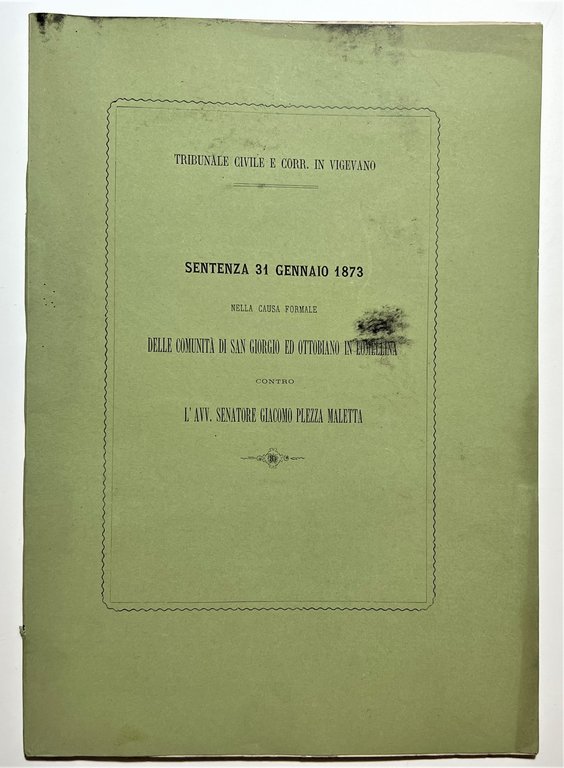 TRIBUNALE CIVILE E CORR. IN VIGEVANO
SENTENZA 31 GENNAIO 1873
NELLA CAUSA FORMALE
DELLE COMUNITÀ DI SAN GIORGIO ED OTTOBIANO IN LOMELLINA
CONTRO
L'AVV. SENATORE GIACOMO PLEZZA MALETTA